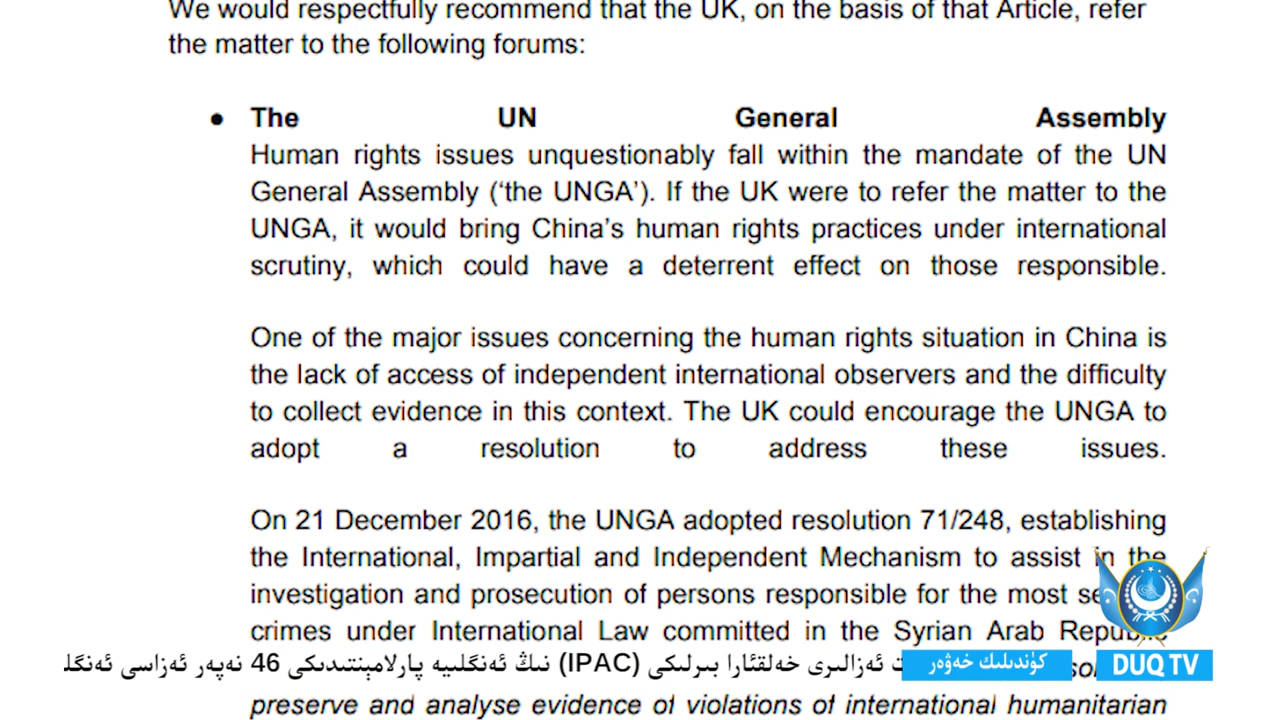 We would respectfully recommend that the UK, on the basis of that Article, refer
the matter to the following forums:
● The UN General Assembly
Human rights issues unquestionably fall within the mandate of the UN
General Assembly (‘the UNGA’). If the UK were to refer the matter to the
UNGA, it would bring China’s human rights practices under international
scrutiny, which could have a deterrent effect on those responsible.
One of the major issues concerning the human rights situation in China is
the lack of access of independent international observers and the difficulty
to collect evidence in this context. The UK could encourage the UNGA to
adopt a resolution to address these issues.
On 21 December 2016, the UNGA adopted resolution 71/248, establishing
the International, Impartial and Independent Mechanism to assist in the
investigation and prosecution of persons responsible for the most
crimes under International Law committed in the Syrian Arab Republic
ئەزالىرى خەلقئارا بىرلىكى (IPAC) نىڭ ئەنگلىيە پارلامېنتىدىكى 46 نەپەر ئەزاسى
كۈندىلىك خەۋەر
DUQ TV
preserve and analyse evidence of violations of international humanitarian